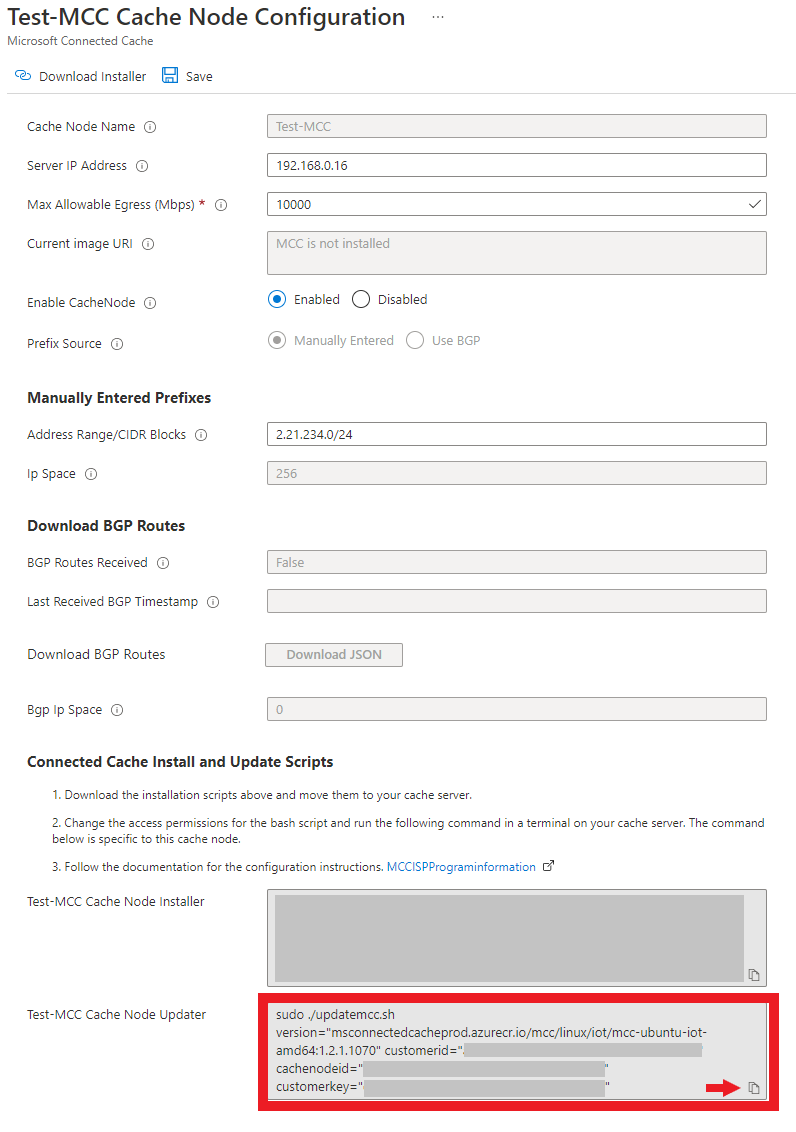 Test-MCC Cache Node Configuration ...
Microsoft Connected Cache
Download Installer Save
Cache Node Name Test-MCC
Server IP Address 192.168.0.16
Max Allowable Egress (Mbps) * 10000
Current image URI MCC is not installed
Enable CacheNode Enabled Disabled
Prefix Source Manually Entered Use BGP
Manually Entered Prefixes
Address Range/CIDR Blocks 2.21.234.0/24
Ip Space 256
Download BGP Routes
BGP Routes Received False
Last Received BGP Timestamp
Download BGP Routes Download JSON
Bgp Ip Space 0
Connected Cache Install and Update Scripts
1. Download the installation scripts above and move them to your cache server.
2. Change the access permissions for the bash script and run the following command in a terminal on your cache server. The command
below is specific to this cache node.
3. Follow the documentation for the configuration instructions. MCCISPPrograminformation
Test-MCC Cache Node Installer
Test-MCC Cache Node Updater sudo ./updatemcc.sh
version="msconnectedcacheprod.azurecr.io/mcc/linux/iot/mcc-ubuntu-iot-
amd64:1.2.1.1070" customerid="
cachenodeid=" "
customerkey=" "